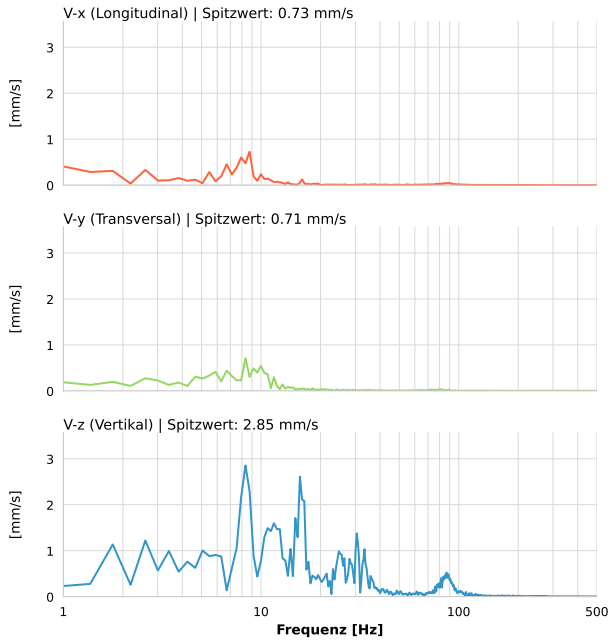 V-x (Longitudinal) | Spitzwert: 0.73 mm/s
3
2
1
0
[mm/s]
V-y (Transversal) | Spitzwert: 0.71 mm/s
3
2
1
0
[mm/s]
V-z (Vertikal) | Spitzwert: 2.85 mm/s
3
2
1
0
[mm/s]
1 10 100 500
Frequenz [Hz]